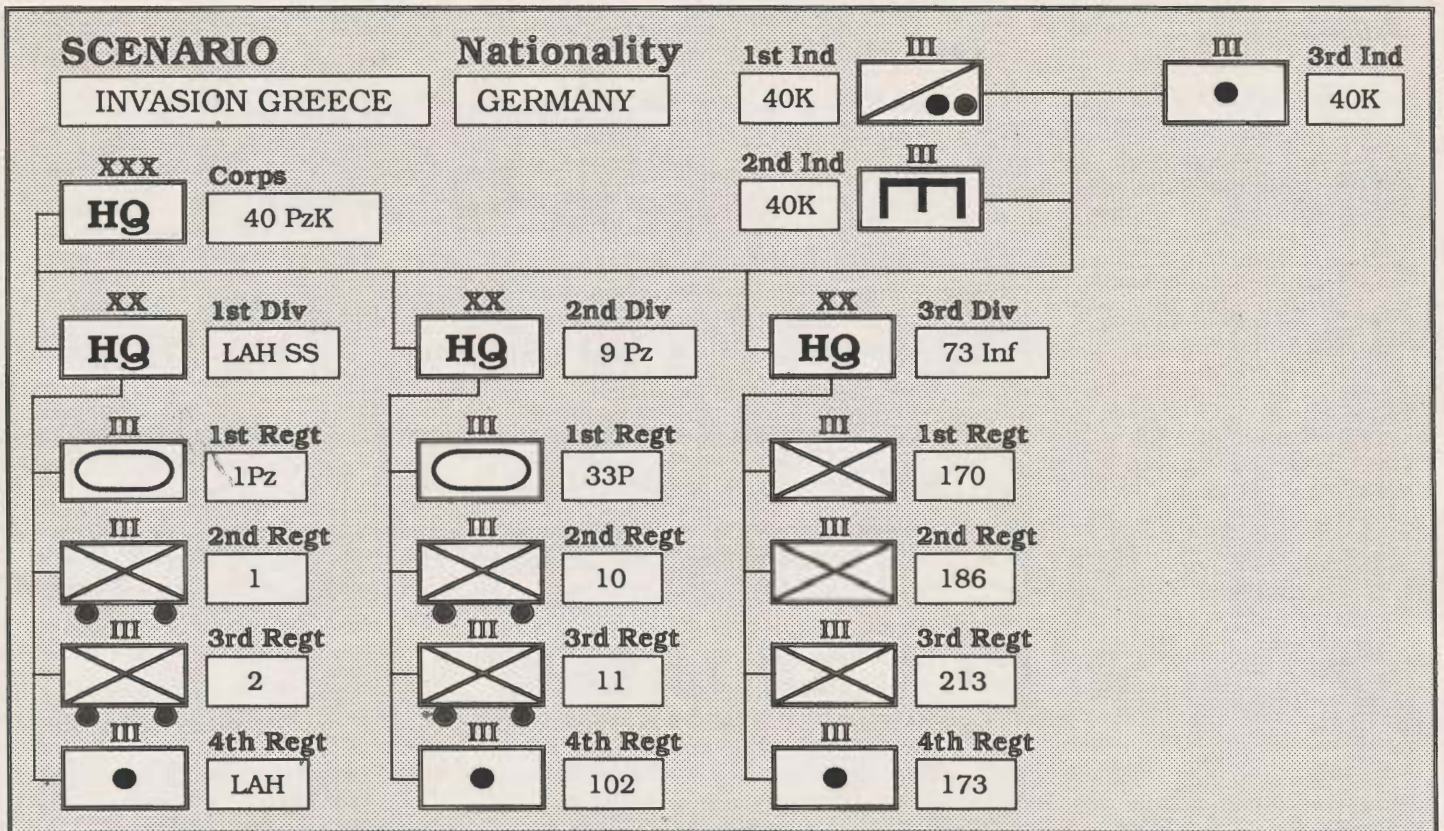 SCENARIO Nationality
INVASION GREECE GERMANY
1st Ind III III 3rd Ind
40K 40K
2nd Ind III
40K
XXX Corps
HQ 40 PzK
XX 1st Div XX 2nd Div XX 3rd Div
HQ LAH SS HQ 9 Pz HQ 73 Inf
III 1st Regt III 1st Regt III 1st Regt
1Pz 33P 170
III 2nd Regt III 2nd Regt III 2nd Regt
1 10 186
III 3rd Regt III 3rd Regt III 3rd Regt
2 11 213
III 4th Regt III 4th Regt III 4th Regt
LAH 102 173